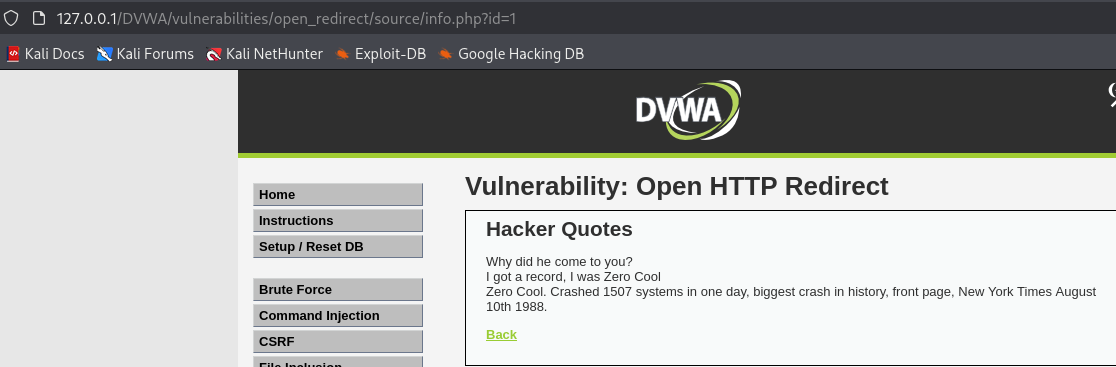 127.0.0.1/DVWA/vulnerabilities/open_redirect/source/info.php?id=1
Kali Docs Kali Forums Kali NetHunter Exploit-DB Google Hacking DB
DVWA
Vulnerability: Open HTTP Redirect
Home
Instructions
Setup / Reset DB
Brute Force
Command Injection
CSRF
File Inclusion
Hacker Quotes
Why did he come to you?
I got a record, I was Zero Cool
Zero Cool. Crashed 1507 systems in one day, biggest crash in history, front page, New York Times August
10th 1988.
Back